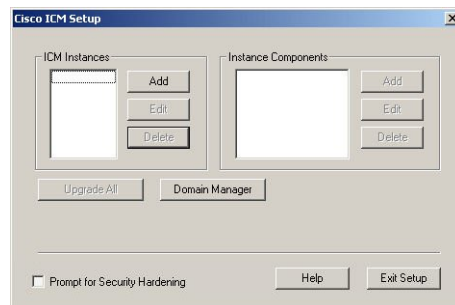 Cisco ICM Setup
ICM Instances
Instance Components
Add
Add
Edit
Edit
Delete
Delete
Upgrade All
Domain Manager
Prompt for Security Hardening
Help
Exit Setup